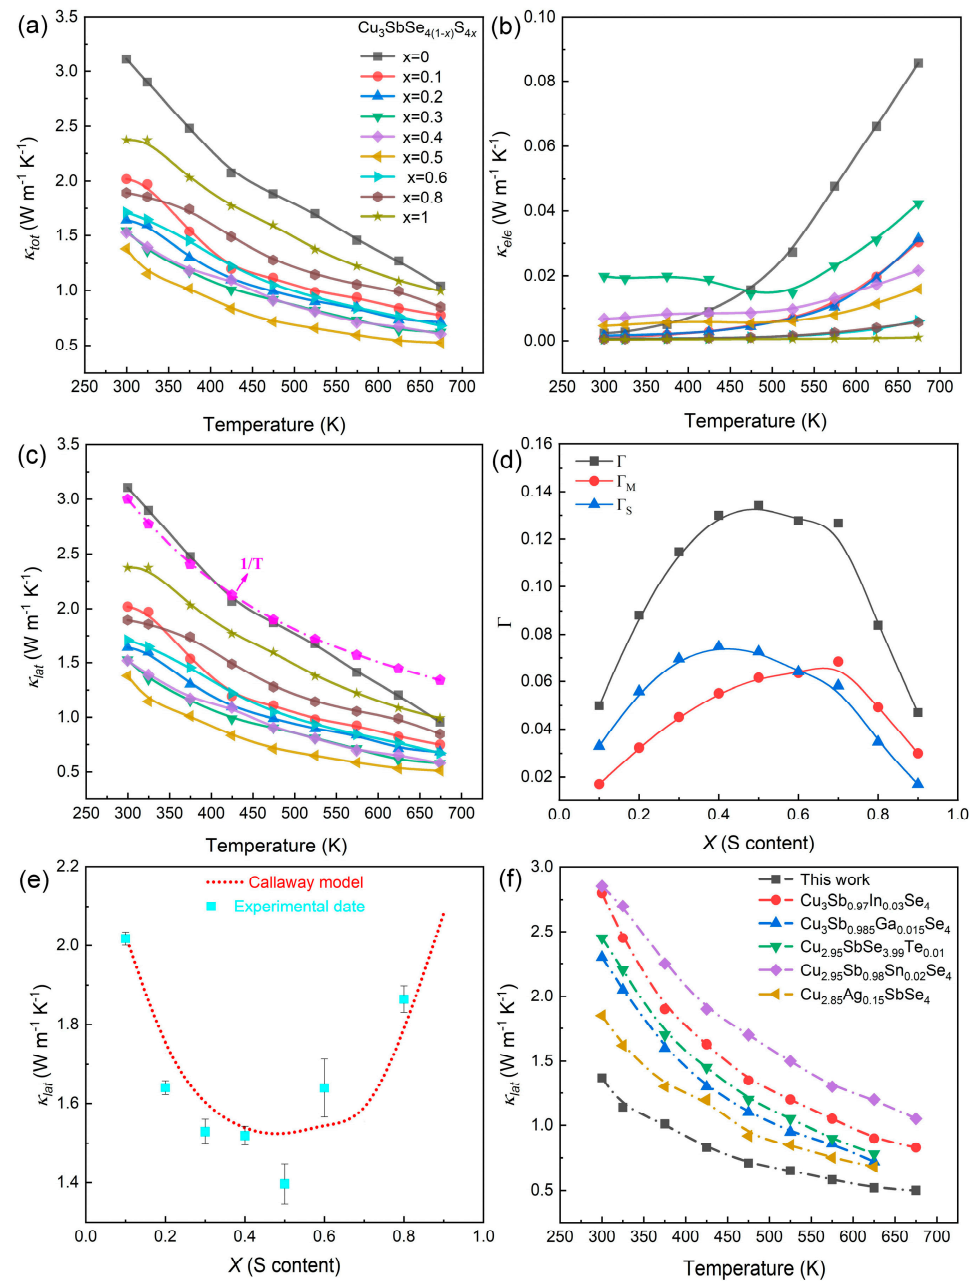 (a)
Cu3SbSe4(1-x)S4x
x=0
x=0.1
x=0.2
x=0.3
x=0.4
x=0.5
x=0.6
x=0.8
x=1
3.5
3.0
2.5
2.0
1.5
1.0
0.5
κtot (W m-1 K-1)
250 300 350 400 450 500 550 600 650 700
Temperature (K)
(b)
0.10
0.08
0.06
0.04
0.02
0.00
κele (W m-1 K-1)
250 300 350 400 450 500 550 600 650 700
Temperature (K)
(c)
1/T
3.5
3.0
2.5
2.0
1.5
1.0
0.5
κlat (W m-1 K-1)
250 300 350 400 450 500 550 600 650 700
Temperature (K)
(d)
Γ
ΓM
ΓS
0.16
0.14
0.12
0.10
0.08
0.06
0.04
0.02
Γ
0.0 0.2 0.4 0.6 0.8 1.0
X (S content)
(e)
Callaway model
Experimental date
2.2
2.0
1.8
1.6
1.4
κlai (W m-1 K-1)
0.0 0.2 0.4 0.6 0.8 1.0
X (S content)
(f)
This work
Cu3Sb0.97In0.03Se4
Cu3Sb0.985Ga0.015Se4
Cu2.95SbSe3.99Te0.01
Cu2.95Sb0.98Sn0.02Se4
Cu2.85Ag0.15SbSe4
3.0
2.5
2.0
1.5
1.0
0.5
κlat (W m-1 K-1)
250 300 350 400 450 500 550 600 650 700
Temperature (K)